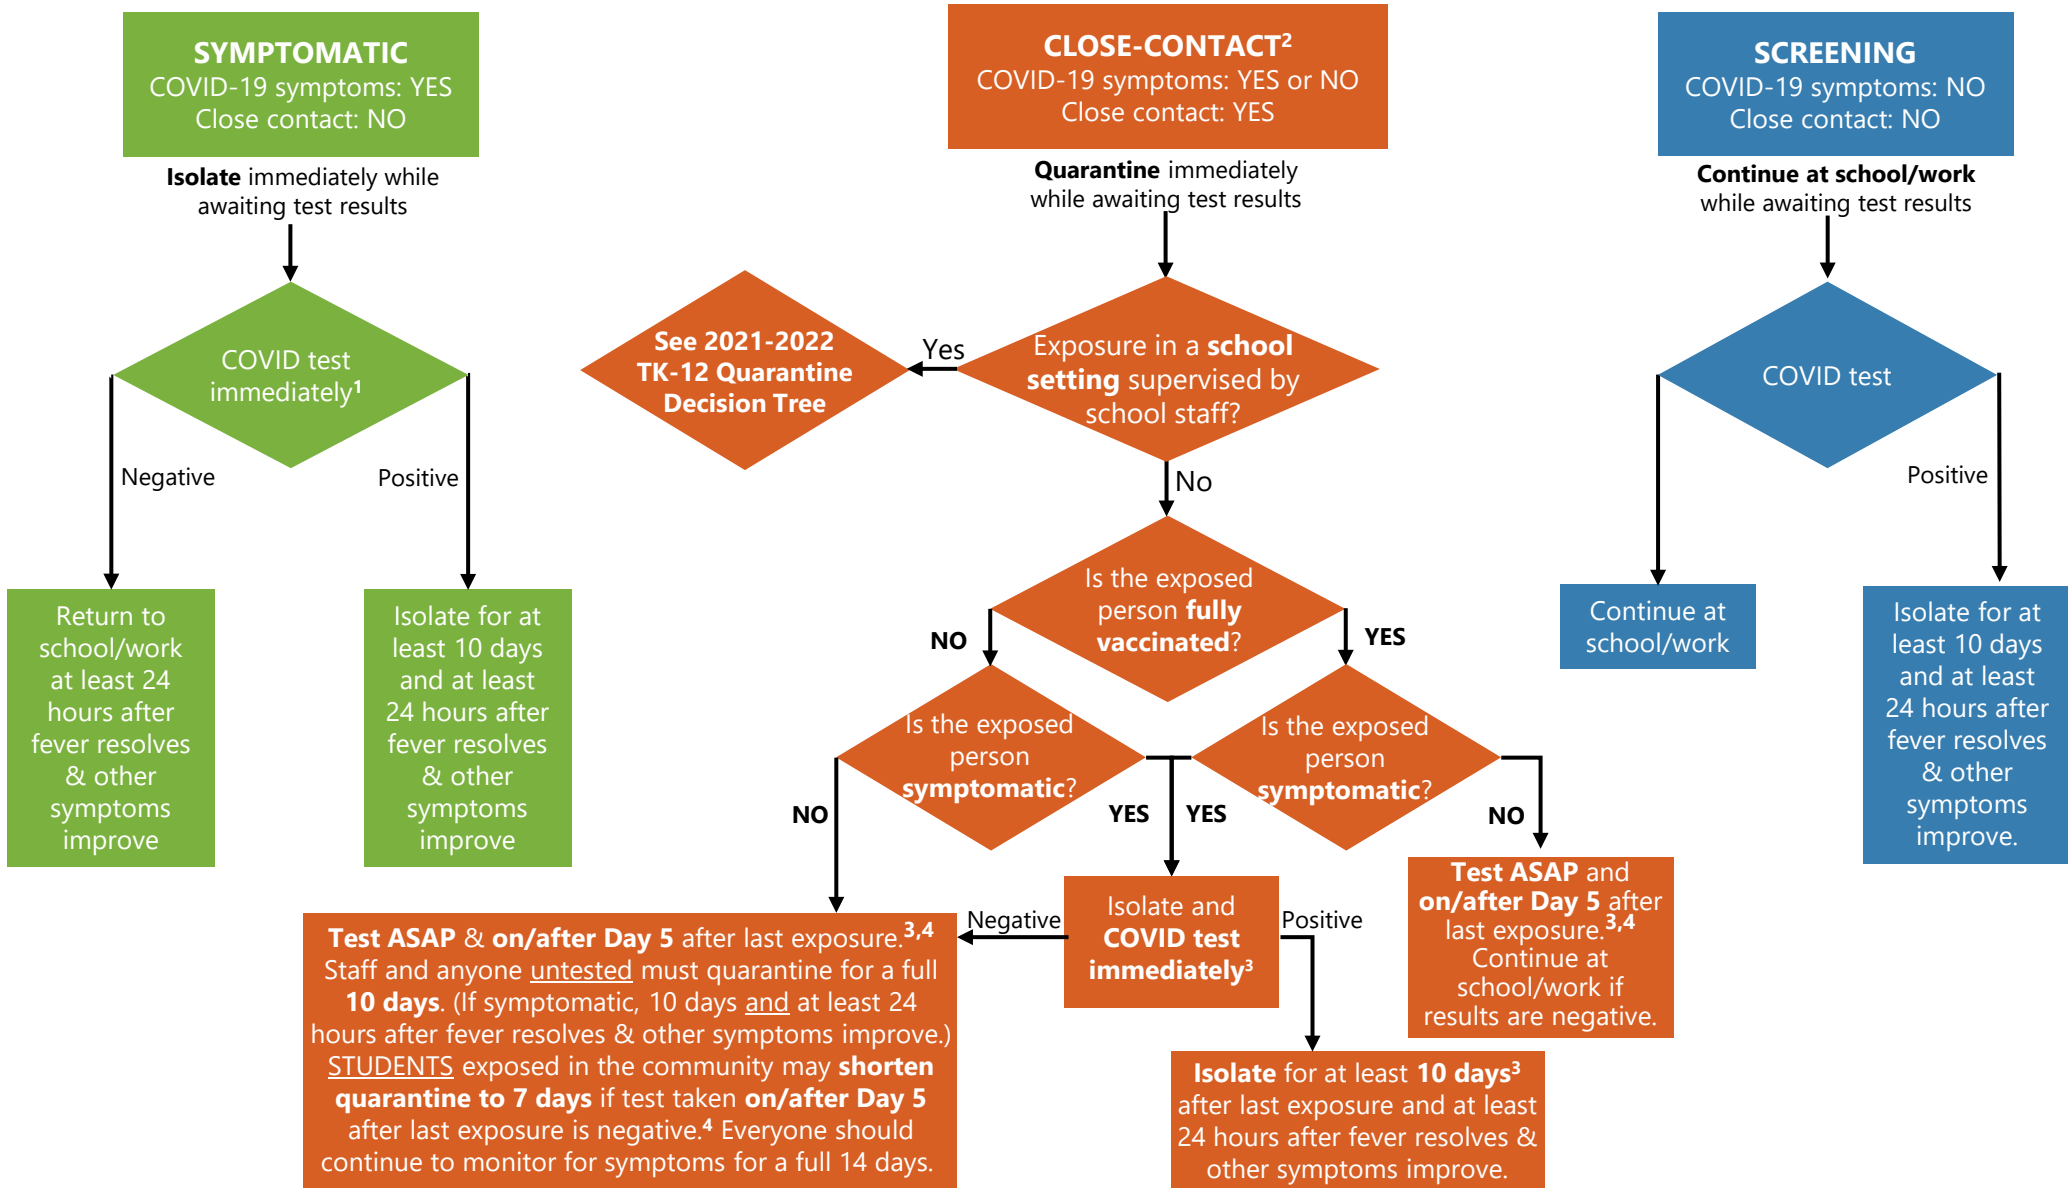 SYMPTOMATIC
COVID-19 symptoms: YES
Close contact: NO
Isolate immediately while
awaiting test results
COVID test
immediately1
Negative
Positive
Return to
school/work
at least 24
hours after
fever resolves
& other
symptoms
improve
Isolate for at
least 10 days
and at least
24 hours after
fever resolves
& other
symptoms
improve
CLOSE-CONTACT2
COVID-19 symptoms: YES or NO
Close contact: YES
Quarantine immediately
while awaiting test results
Exposure in a school
setting supervised by
school staff?
Yes
See 2021-2022
TK-12 Quarantine
Decision Tree
No
Is the exposed
person fully
vaccinated?
NO
YES
Is the exposed
person
symptomatic?
Is the exposed
person
symptomatic?
NO
YES
YES
NO
Test ASAP & on/after Day 5 after last exposure.3,4
Staff and anyone untested must quarantine for a full
10 days. (If symptomatic, 10 days and at least 24
hours after fever resolves & other symptoms improve.)
STUDENTS exposed in the community may shorten
quarantine to 7 days if test taken on/after Day 5
after last exposure is negative.4 Everyone should
continue to monitor for symptoms for a full 14 days.
Negative
Isolate and
COVID test
immediately3
Positive
Isolate for at least 10 days3
after last exposure and at least
24 hours after fever resolves &
other symptoms improve.
Test ASAP and
on/after Day 5 after
last exposure.3,4
Continue at
school/work if
results are negative.
SCREENING
COVID-19 symptoms: NO
Close contact: NO
Continue at school/work
while awaiting test results
COVID test
Positive
Continue at
school/work
Isolate for at
least 10 days
and at least
24 hours after
fever resolves
& other
symptoms
improve.